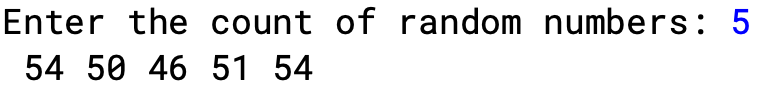 Enter the count of random numbers: 5
54 50 46 51 54